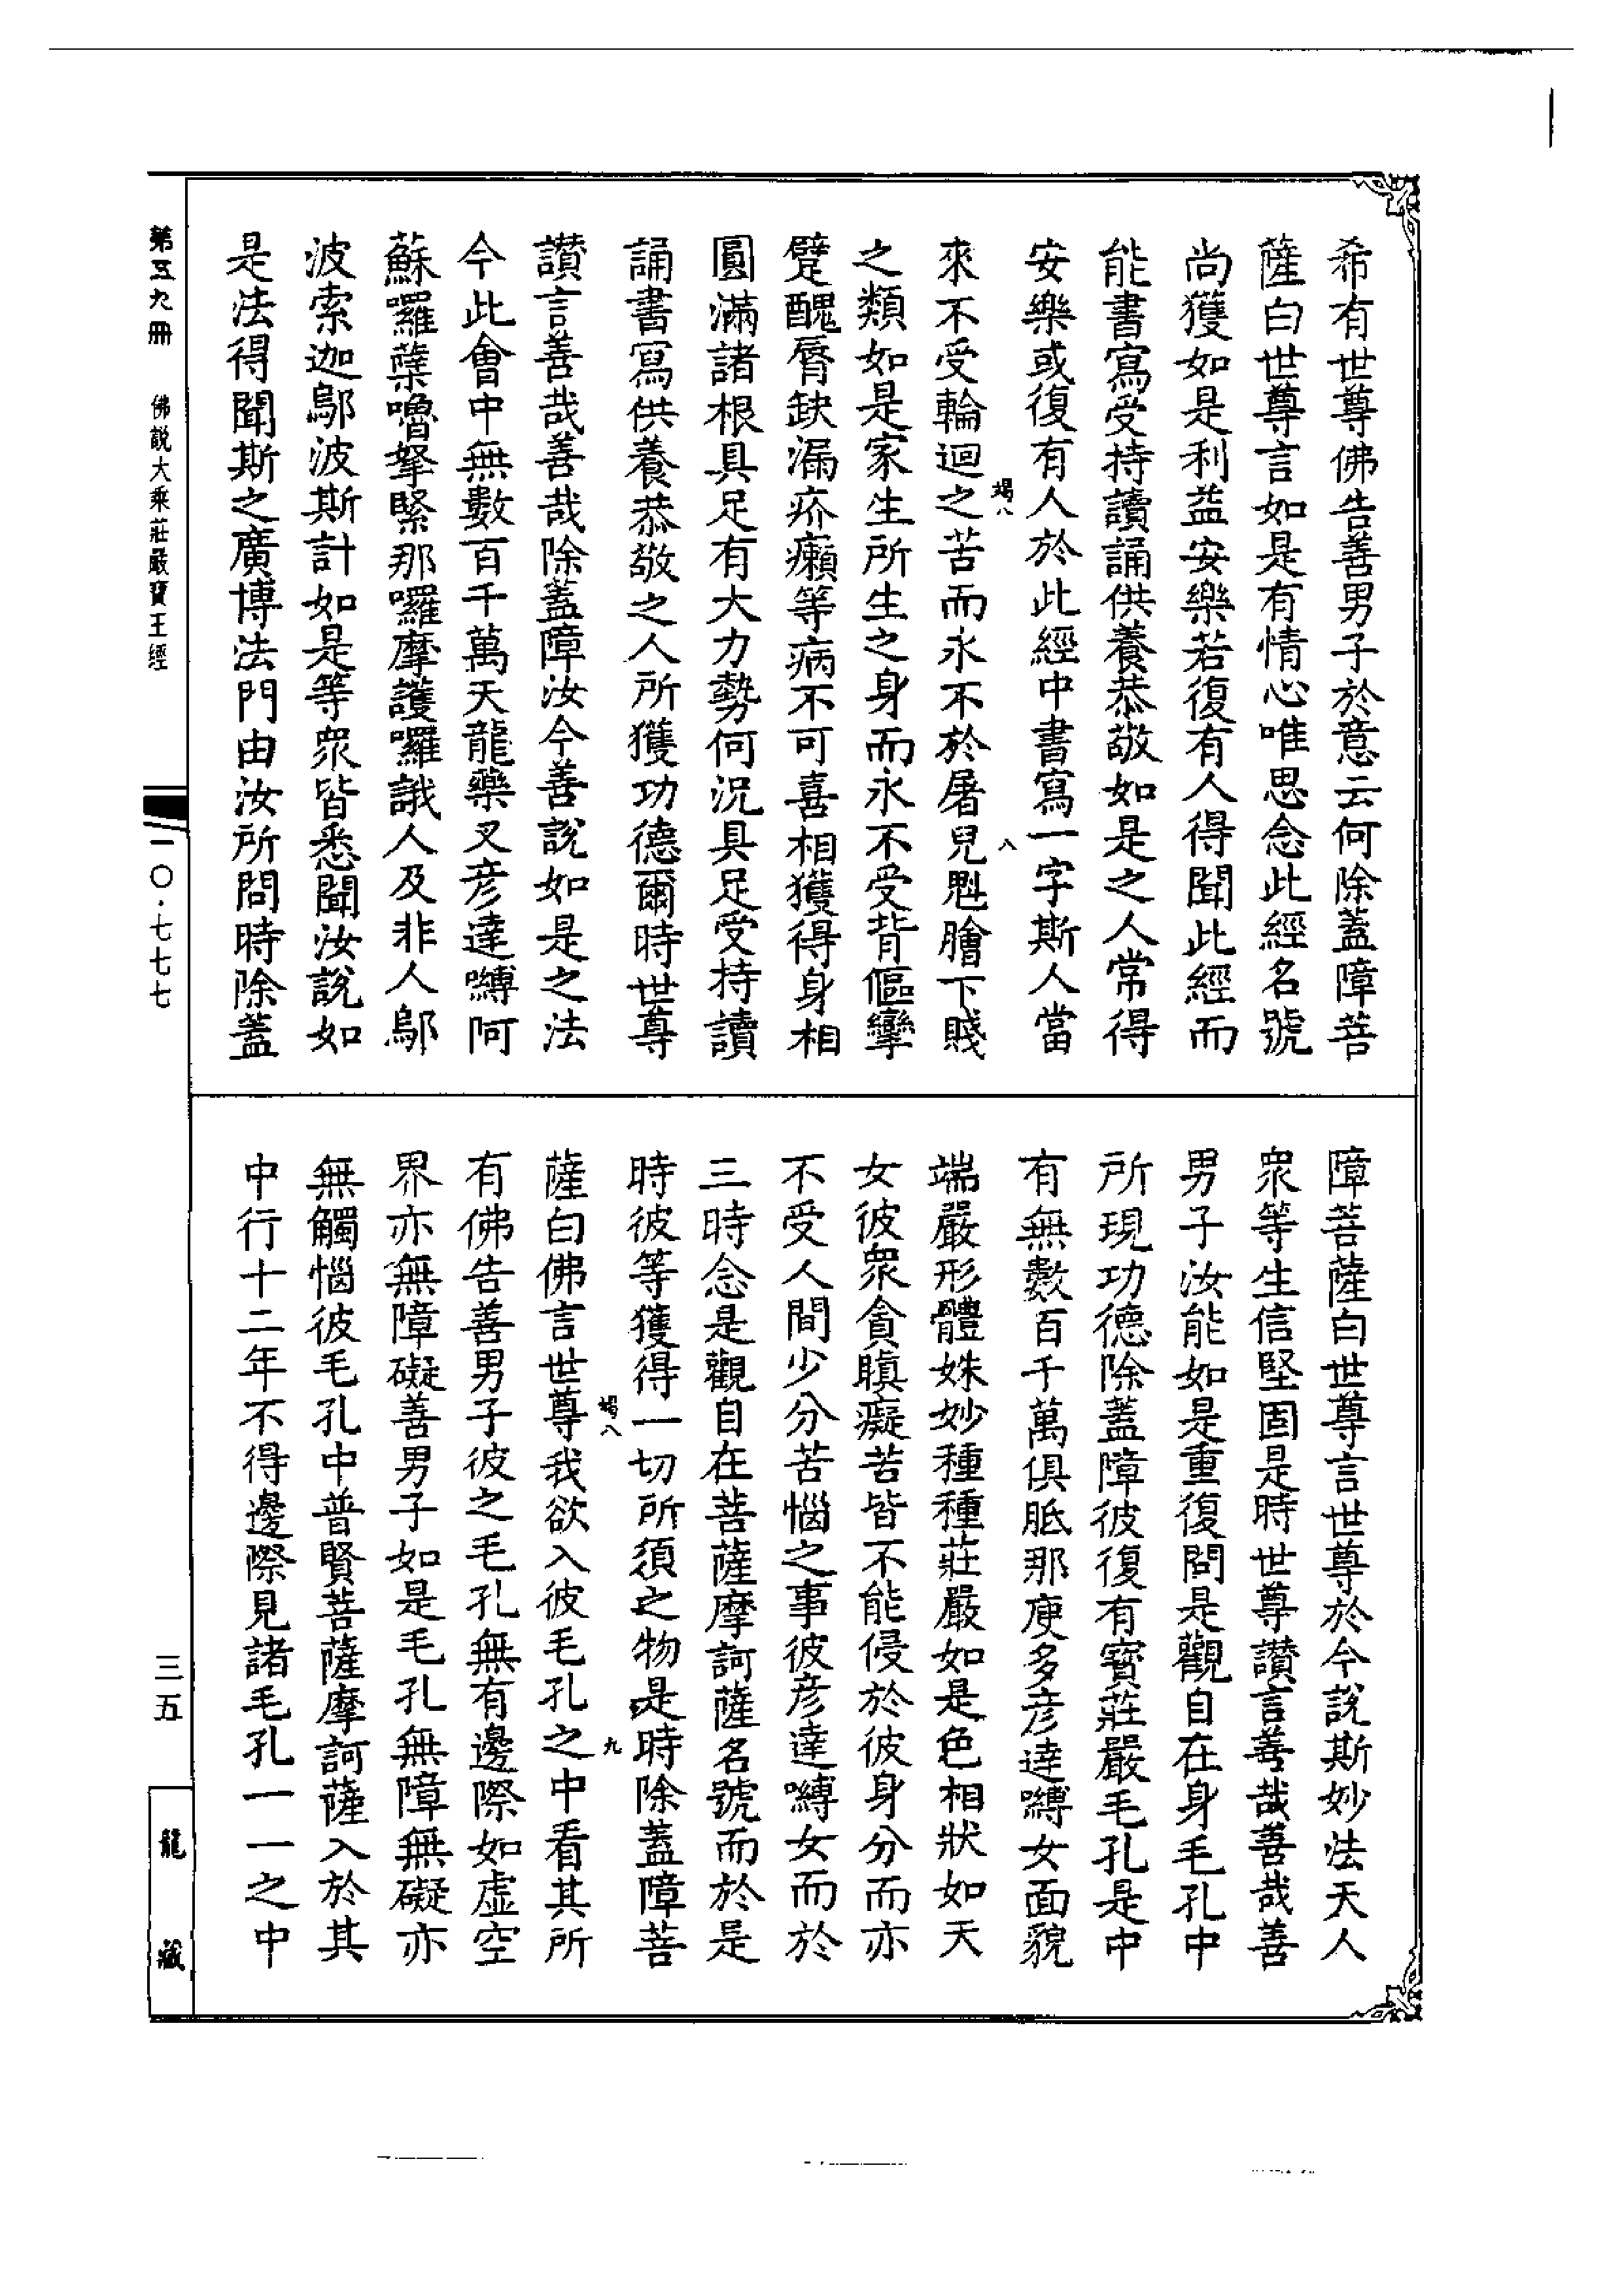 希有世尊佛告善男子於意云何除蓋障菩
薩白世尊言如是有情心唯思念此經名號
尚獲如是利益安樂若復有人得聞此經而
能書寫受持讀誦供養恭敬如是之人常得
安樂或復有人於此經中書寫一字斯人當
竭八
八
來不受輪迴之苦而永不於屠兒魁膾下賤
之類如是家生所生之身而永不受背傴攣
躄醜脣缺漏疥癩等病不可喜相獲得身相
圓滿諸根具足有大力勢何況具足受持讀
誦書寫供養恭敬之人所獲功德爾時世尊
讚言善哉善哉除蓋障汝今善說如是之法
今此會中無數百千萬天龍藥叉彦達嚩阿
蘇囉蘖嚕拏緊那囉摩護囉誐人及非人鄔
波索迦鄔波斯計如是等衆皆悉聞汝說如
是法得聞斯之廣博法門由汝所問時除蓋
障菩薩白世尊言世尊於今說斯妙法天人
衆等生信堅固是時世尊讚言善哉善哉善
男子汝能如是重復問是觀自在身毛孔中
所現功德除蓋障彼復有寶莊嚴毛孔是中
有無數百千萬俱胝那庾多彦達嚩女面貌
端嚴形體姝妙種種莊嚴如是色相狀如天
女彼衆貪瞋癡苦皆不能侵於彼身分而亦
不受人間少分苦惱之事彼彦達嚩女而於
三時念是觀自在菩薩摩訶薩名號而於是
時彼等獲得一切所須之物是時除蓋障菩
竭八
九
薩白佛言世尊我欲入彼毛孔之中看其所
有佛告善男子彼之毛孔無有邊際如虛空
界亦無障礙善男子如是毛孔無障無礙亦
無觸惱彼毛孔中普賢菩薩摩訶薩入於其
中行十二年不得邊際見諸毛孔一一之中
第五九冊 佛說大乘莊嚴寶王經
一〇·七七七
三五
龍藏